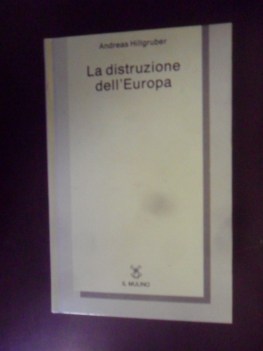 Andreas Hillgruber
La distruzione
dell'Europa
IL MULINO